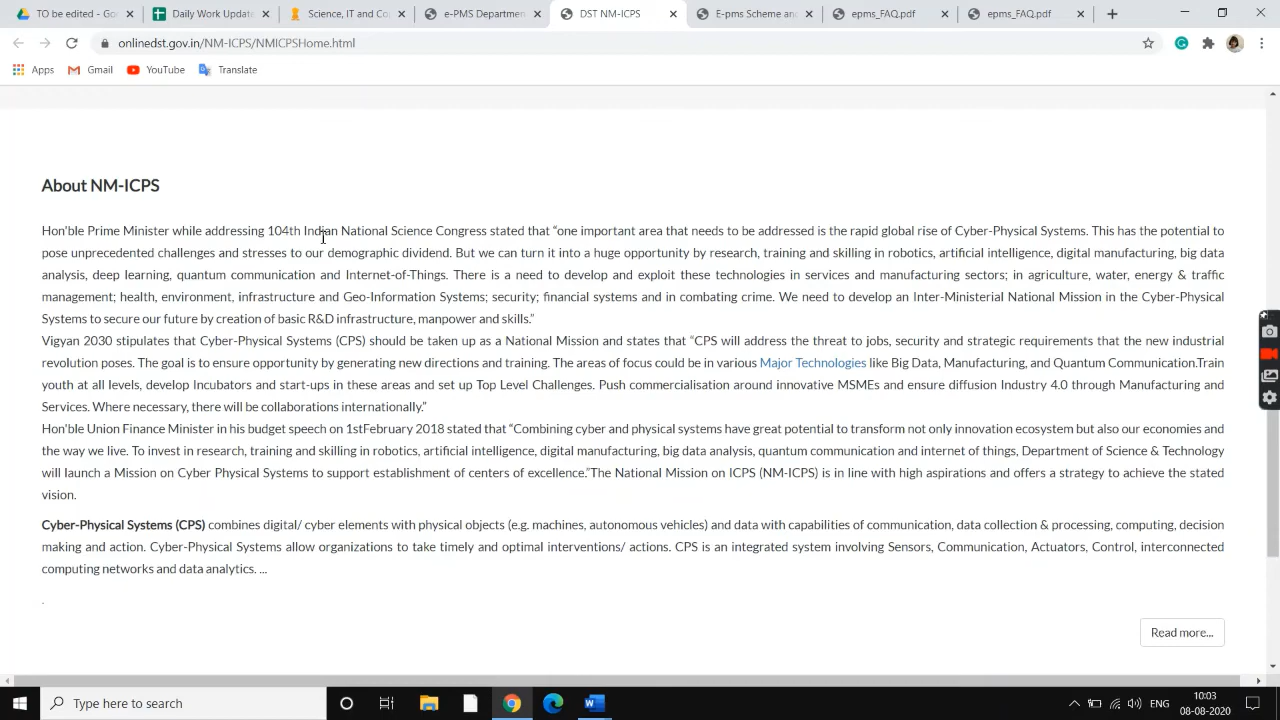 TO be edited - Goo
Daily Work Update
Science, IT and Co
e-PMS Departmen
DST NM-ICPS
E-pms Scheme and
epms_FAQ.pdf
epms_FAQ.pdf
onlinedst.gov.in/NM-ICPS/NMICPSHome.html
Apps
Gmail
YouTube
Translate
About NM-ICPS
Hon'ble Prime Minister while addressing 104th Indian National Science Congress stated that “one important area that needs to be addressed is the rapid global rise of Cyber-Physical Systems. This has the potential to
pose unprecedented challenges and stresses to our demographic dividend. But we can turn it into a huge opportunity by research, training and skilling in robotics, artificial intelligence, digital manufacturing, big data
analysis, deep learning, quantum communication and Internet-of-Things. There is a need to develop and exploit these technologies in services and manufacturing sectors; in agriculture, water, energy & traffic
management; health, environment, infrastructure and Geo-Information Systems; security; financial systems and in combating crime. We need to develop an Inter-Ministerial National Mission in the Cyber-Physical
Systems to secure our future by creation of basic R&D infrastructure, manpower and skills.”
Vigyan 2030 stipulates that Cyber-Physical Systems (CPS) should be taken up as a National Mission and states that “CPS will address the threat to jobs, security and strategic requirements that the new industrial
revolution poses. The goal is to ensure opportunity by generating new directions and training. The areas of focus could be in various Major Technologies like Big Data, Manufacturing, and Quantum Communication.Train
youth at all levels, develop Incubators and start-ups in these areas and set up Top Level Challenges. Push commercialisation around innovative MSMEs and ensure diffusion Industry 4.0 through Manufacturing and
Services. Where necessary, there will be collaborations internationally.”
Hon'ble Union Finance Minister in his budget speech on 1stFebruary 2018 stated that “Combining cyber and physical systems have great potential to transform not only innovation ecosystem but also our economies and
the way we live. To invest in research, training and skilling in robotics, artificial intelligence, digital manufacturing, big data analysis, quantum communication and internet of things, Department of Science & Technology
will launch a Mission on Cyber Physical Systems to support establishment of centers of excellence.”The National Mission on ICPS (NM-ICPS) is in line with high aspirations and offers a strategy to achieve the stated
vision.
Cyber-Physical Systems (CPS) combines digital/ cyber elements with physical objects (e.g. machines, autonomous vehicles) and data with capabilities of communication, data collection & processing, computing, decision
making and action. Cyber-Physical Systems allow organizations to take timely and optimal interventions/ actions. CPS is an integrated system involving Sensors, Communication, Actuators, Control, interconnected
computing networks and data analytics. ...
.
Read more...
Type here to search
ENG
10:03
08-08-2020